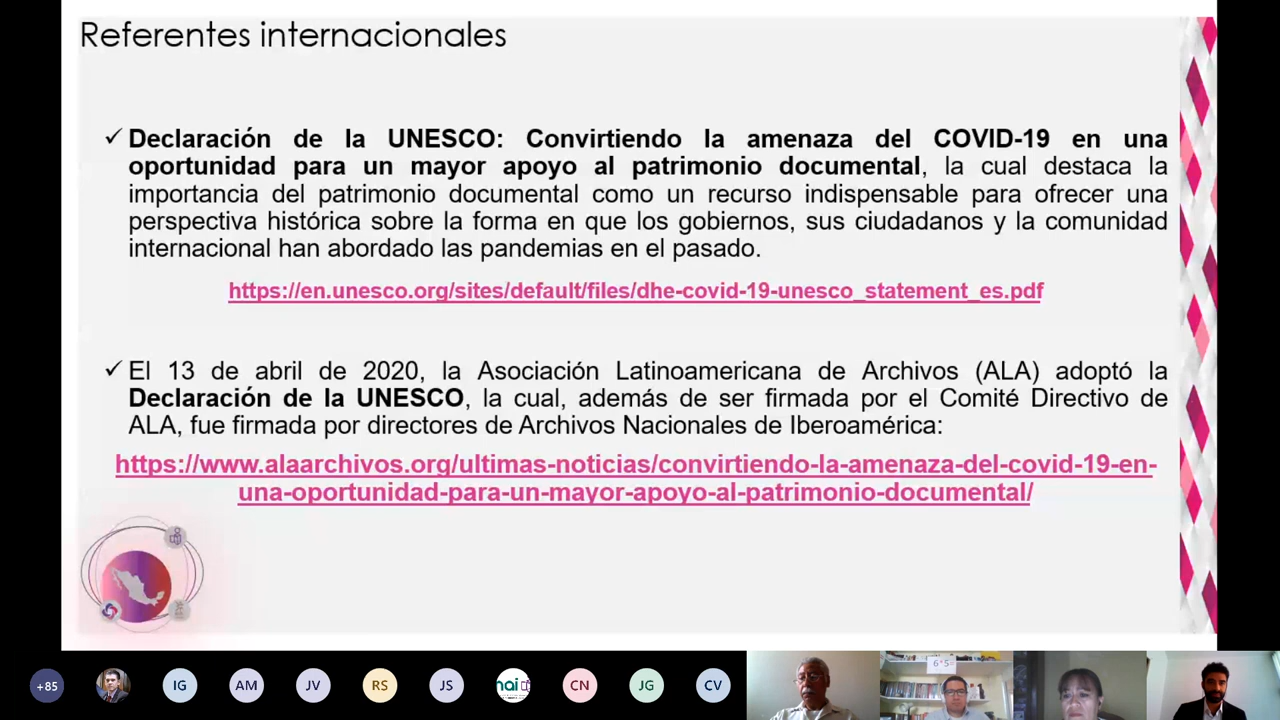 Referentes internacionales
✓ Declaración de la UNESCO: Convirtiendo la amenaza del COVID-19 en una
oportunidad para un mayor apoyo al patrimonio documental, la cual destaca la
importancia del patrimonio documental como un recurso indispensable para ofrecer una
perspectiva histórica sobre la forma en que los gobiernos, sus ciudadanos y la comunidad
internacional han abordado las pandemias en el pasado.
https://en.unesco.org/sites/default/files/dhe-covid-19-unesco_statement_es.pdf
✓ El 13 de abril de 2020, la Asociación Latinoamericana de Archivos (ALA) adoptó la
Declaración de la UNESCO, la cual, además de ser firmada por el Comité Directivo de
ALA, fue firmada por directores de Archivos Nacionales de Iberoamérica:
https://www.alaarchivos.org/ultimas-noticias/convirtiendo-la-amenaza-del-covid-19-en-
una-oportunidad-para-un-mayor-apoyo-al-patrimonio-documental/
+85 IG AM JV RS JS nai CN JG CV